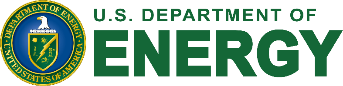 DEPARTMENT OF ENERGY
UNITED STATES OF AMERICA
U.S. DEPARTMENT OF
ENERGY